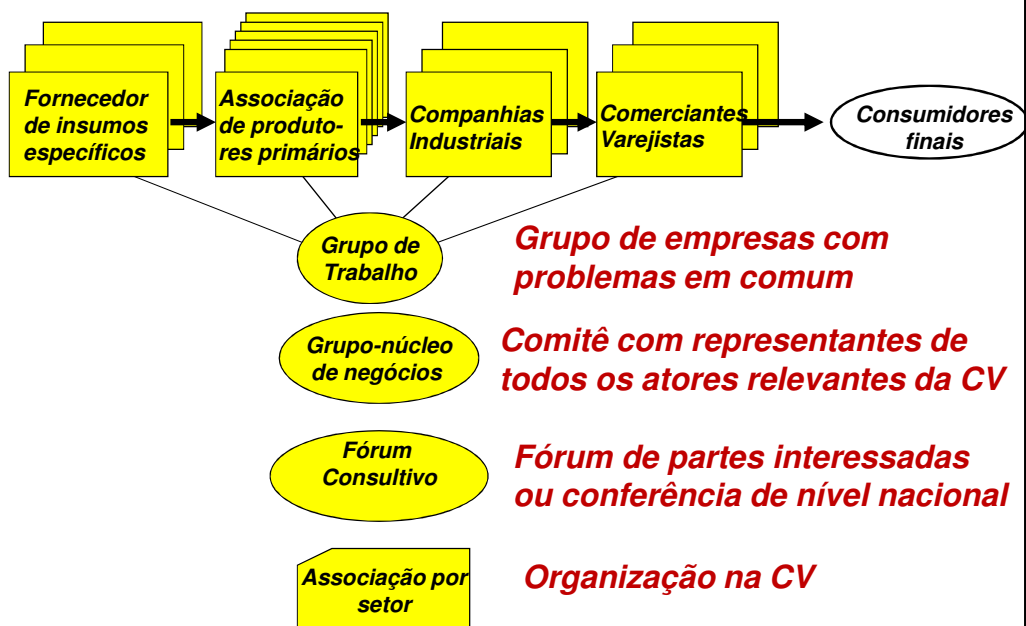 Fornecedor
de insumos
específicos
Associação
de produto-
res primários
Companhias
Industriais
Comerciantes
Varejistas
Consumidores
finais
Grupo de
Trabalho
Grupo de empresas com
problemas em comum
Grupo-núcleo
de negócios
Comitê com representantes de
todos os atores relevantes da CV
Fórum
Consultivo
Fórum de partes interessadas
ou conferência de nível nacional
Associação por
setor
Organização na CV